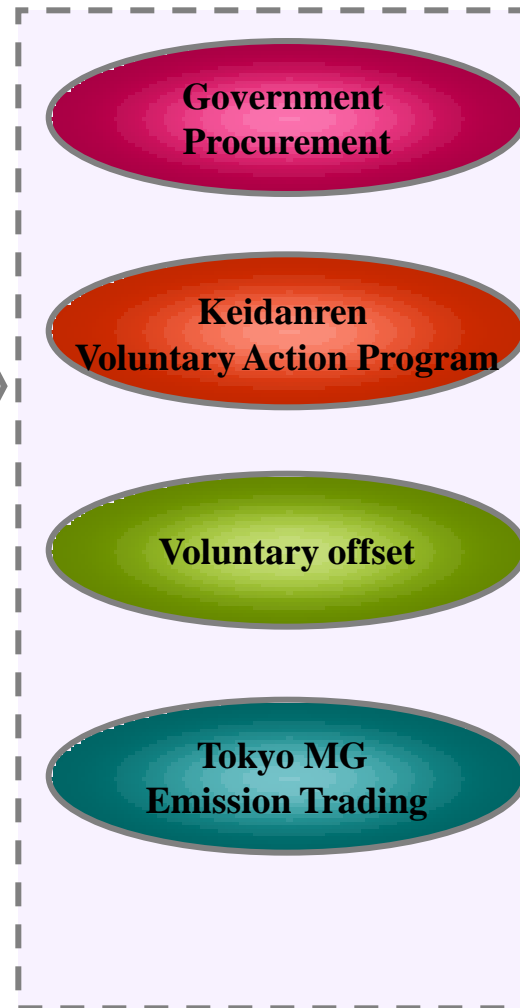 Government
Procurement
Keidanren
Voluntary Action Program
Voluntary offset
Tokyo MG
Emission Trading